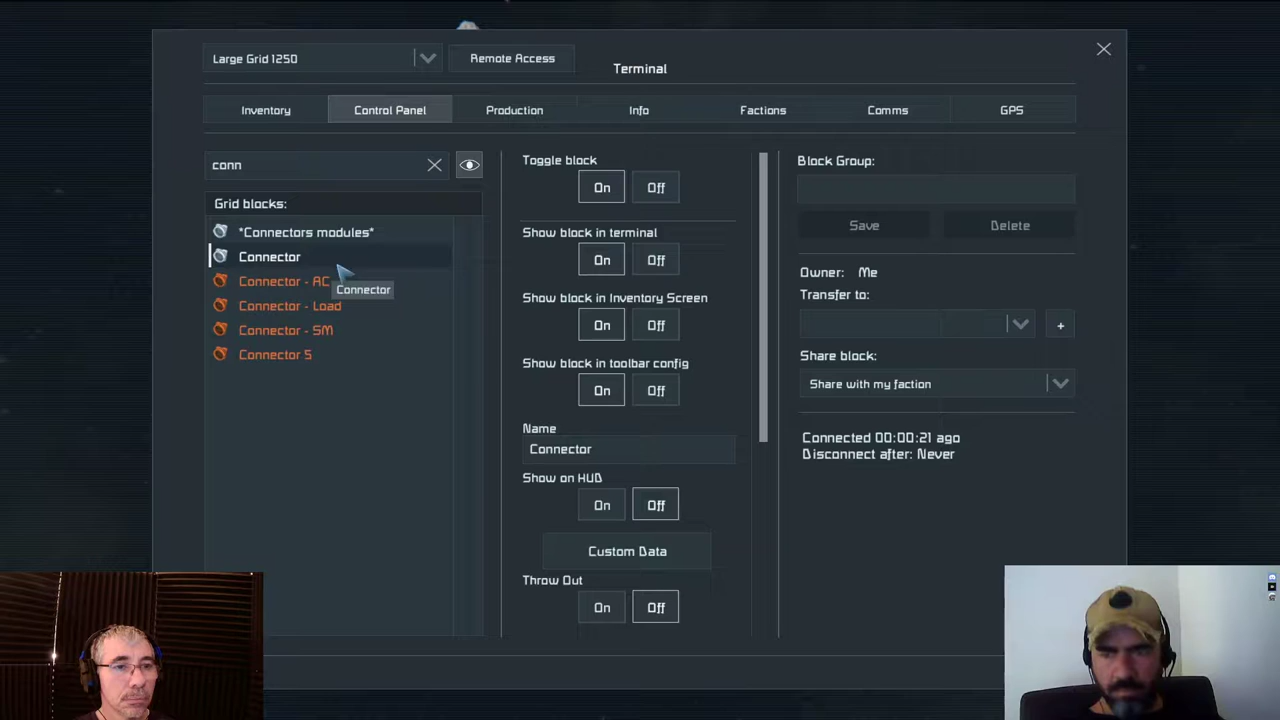 Large Grid 1250
Remote Access
Terminal
Inventory
Control Panel
Production
Info
Factions
Comms
GPS
conn
Grid blocks:
*Connectors modules*
Connector
Connector - AC
Connector
Connector - Load
Connector - SM
Connector 5
Toggle block
On Off
Show block in terminal
On Off
Show block in Inventory Screen
On Off
Show block in toolbar config
On Off
Name
Connector
Show on HUD
On Off
Custom Data
Throw Out
On Off
Block Group:
Save Delete
Owner: Me
Transfer to:
+
Share block:
Share with my faction
Connected 00:00:21 ago
Disconnect after: Never